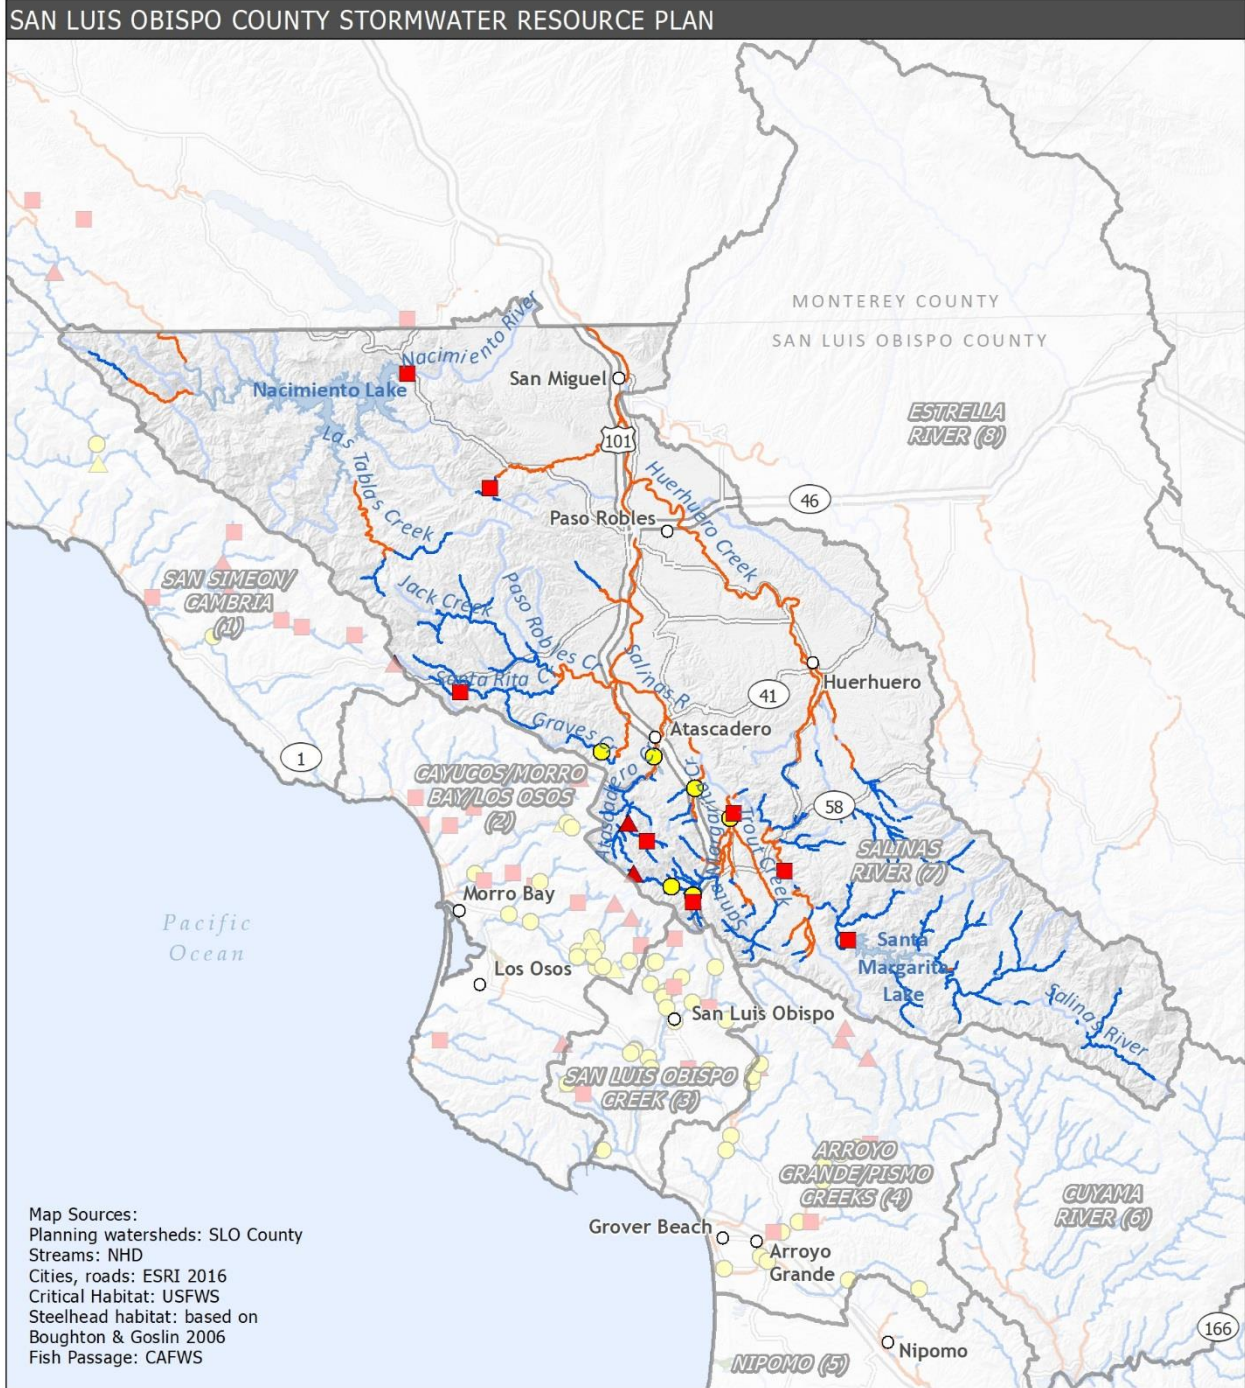 SAN LUIS OBISPO COUNTY STORMWATER RESOURCE PLAN
MONTEREY COUNTY
SAN LUIS OBISPO COUNTY
Nacimiento River
San Miguel
Nacimiento Lake
ESTRELLA
RIVER (8)
101
Las Tablas Creek
Huerhuero Creek
46
Paso Robles
SAN SIMEON/
CAMBRIA
(1)
Jack Creek
Paso Robles Cr
Santa Rita C
Salinas R
Huerhuero
41
Graves Cr
Atascadero
1
CAYUCOS/MORRO
BAY/LOS OSOS
(2)
Atascadero C
Santa Margarita Cr
Trout Creek
58
SALINAS
RIVER (7)
Morro Bay
Pacific
Ocean
Santa
Margarita
Lake
Los Osos
Salinas River
San Luis Obispo
SAN LUIS OBISPO
CREEK (3)
ARROYO
GRANDE/PISMO
CREEKS (4)
CUYAMA
RIVER (6)
Map Sources:
Planning watersheds: SLO County
Streams: NHD
Cities, roads: ESRI 2016
Critical Habitat: USFWS
Steelhead habitat: based on
Boughton & Goslin 2006
Fish Passage: CAFWS
Grover Beach
Arroyo
Grande
166
Nipomo
NIPOMO (5)